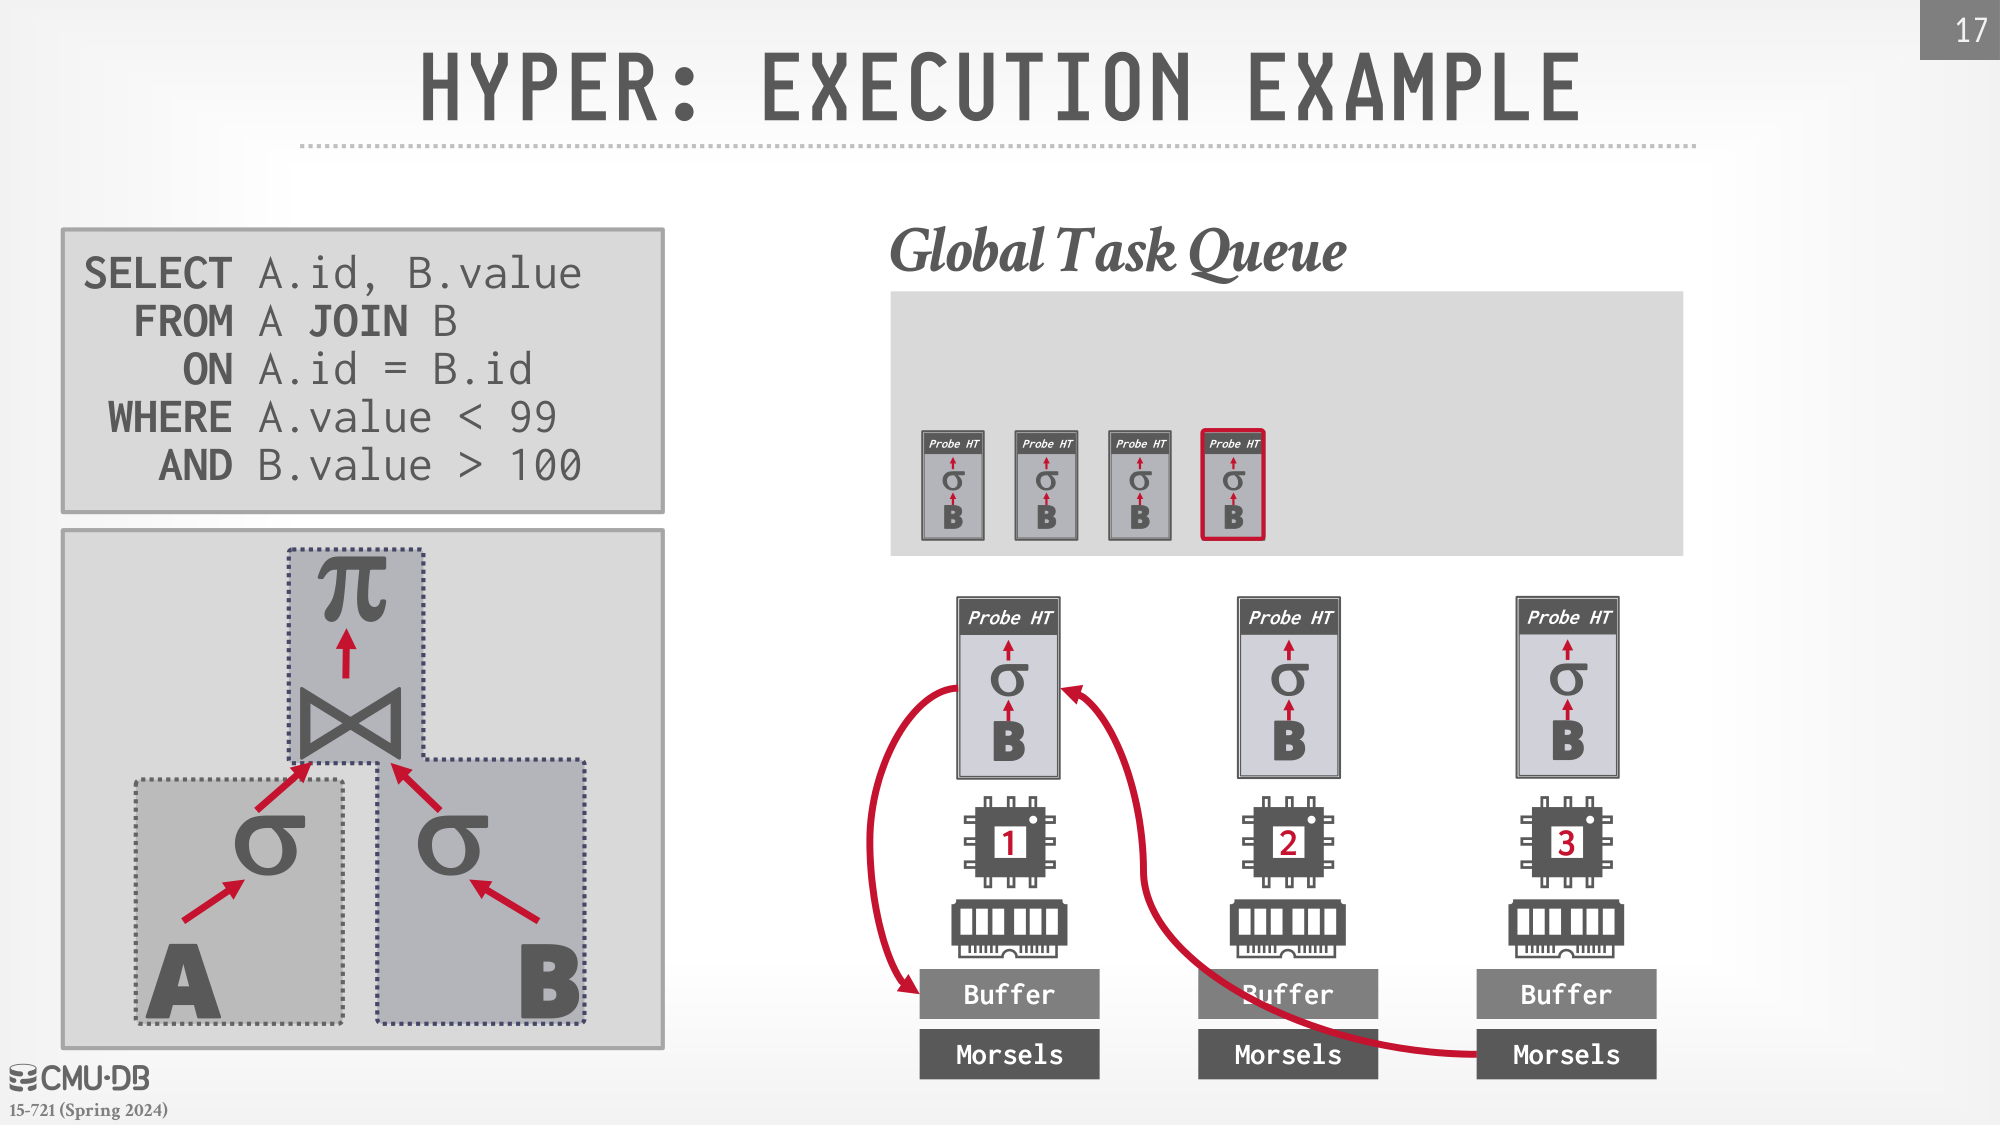 17
HYPER: EXECUTION EXAMPLE
SELECT A.id, B.value
FROM A JOIN B
ON A.id = B.id
WHERE A.value < 99
AND B.value > 100
π
⋈
σ σ
A B
Global Task Queue
Probe HT Probe HT Probe HT Probe HT
σ σ σ σ
B B B B
Probe HT Probe HT Probe HT
σ σ σ
B B B
1 2 3
Buffer Buffer Buffer
Morsels Morsels Morsels
CMU·DB
15-721 (Spring 2024)